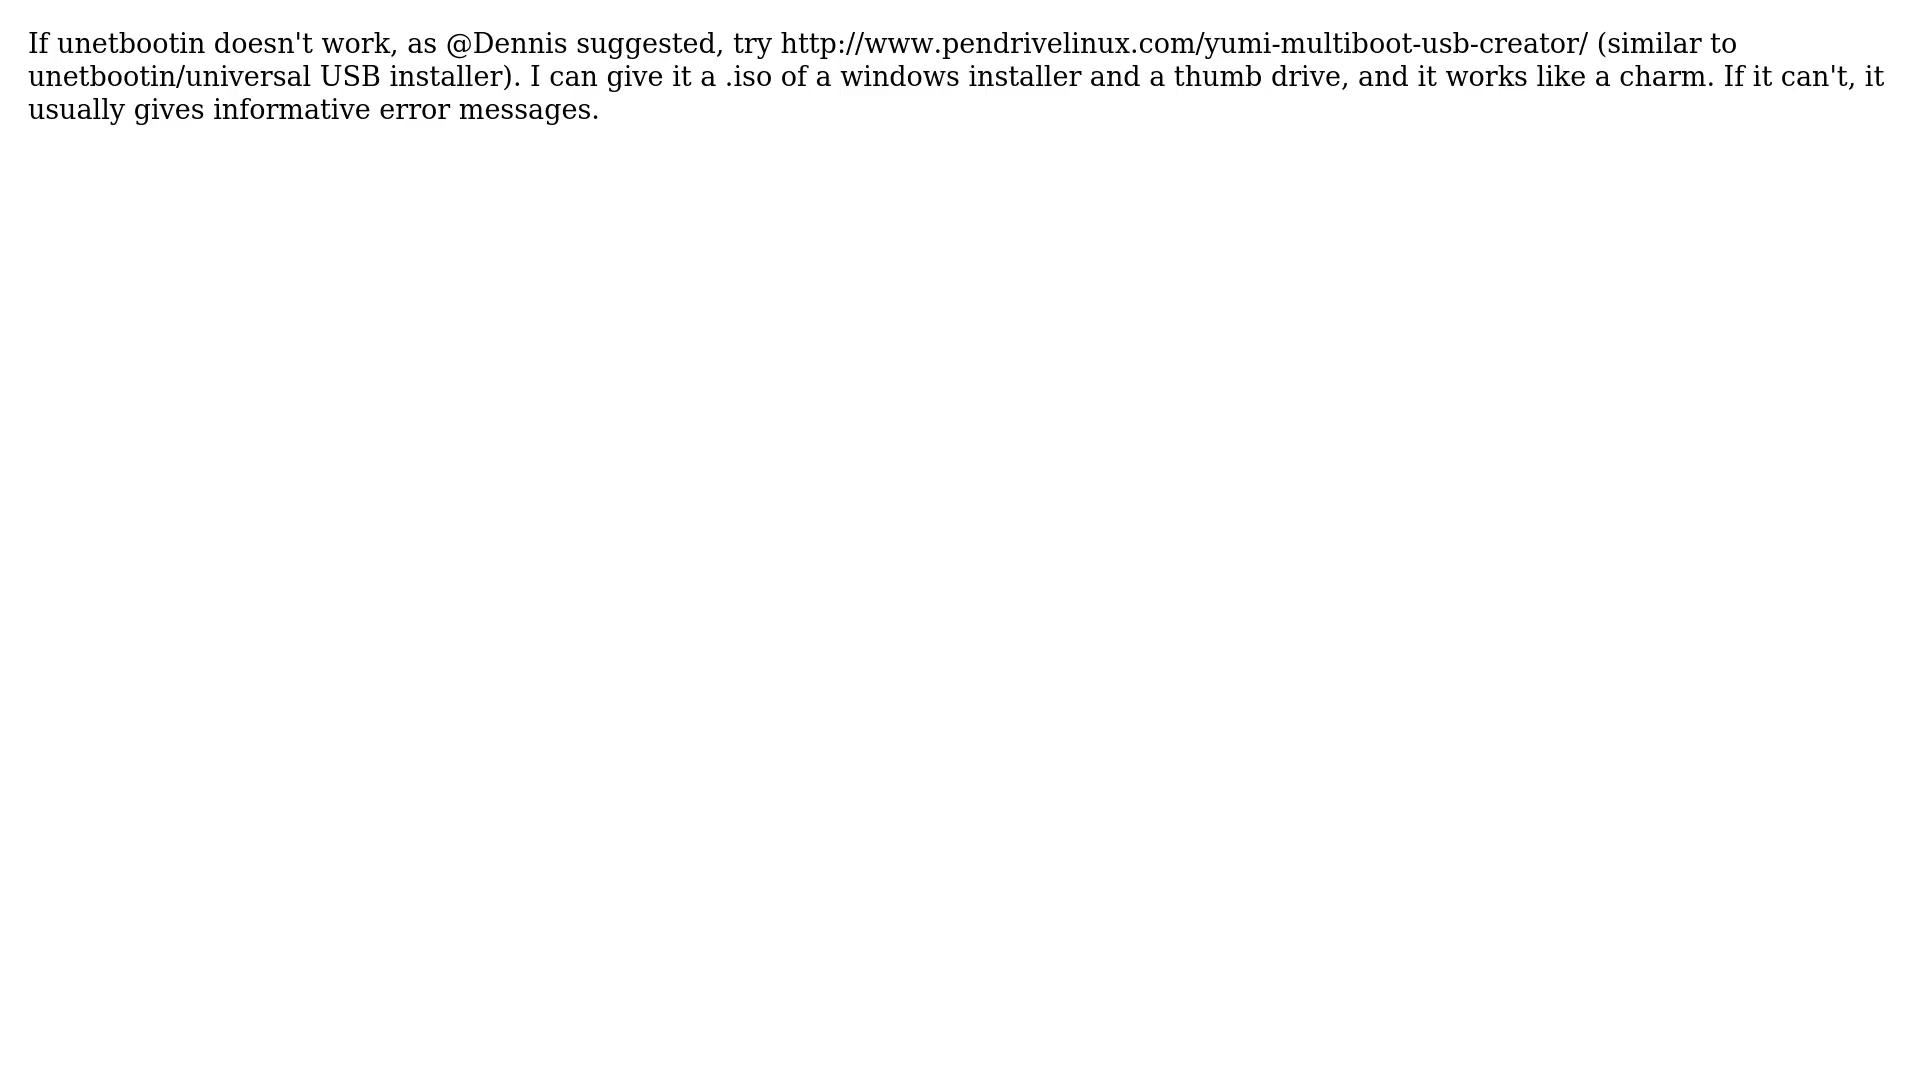 If unetbootin doesn't work, as @Dennis suggested, try http://www.pendrivelinux.com/yumi-multiboot-usb-creator/ (similar to
unetbootin/universal USB installer). I can give it a .iso of a windows installer and a thumb drive, and it works like a charm. If it can't, it
usually gives informative error messages.